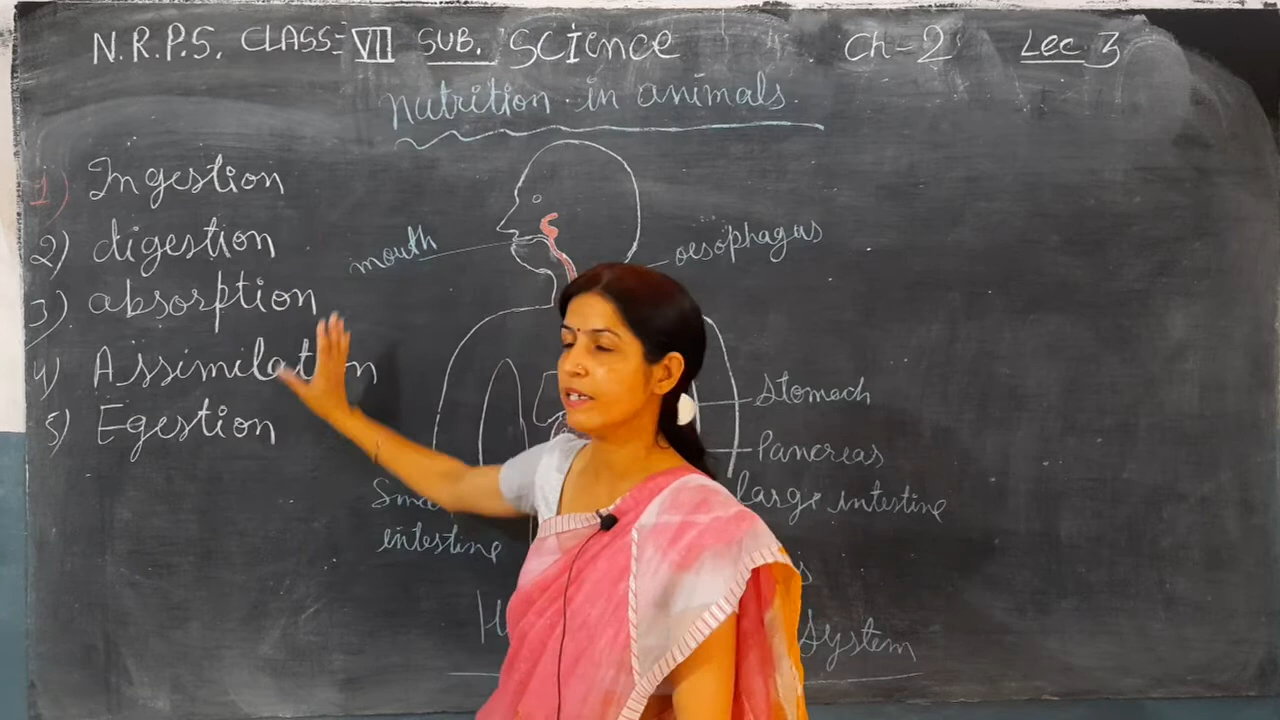 N.R.P.S. CLASS:- VII SUB. Science Ch-2 Lec 3
Nutrition in animals.
1) Ingestion
2) digestion
3) absorption
4) Assimilation
5) Egestion
mouth
oesophagus
Stomach
Pancreas
large intestine
intestine
System